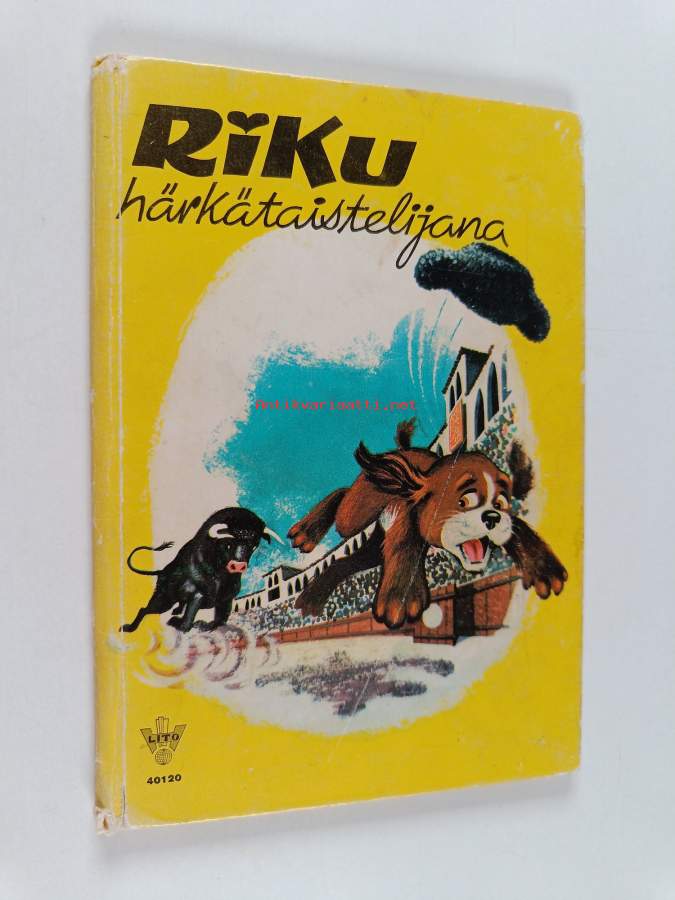 RiKu
härkätaistelijana
Antikvariaatti.net
LITO
40120